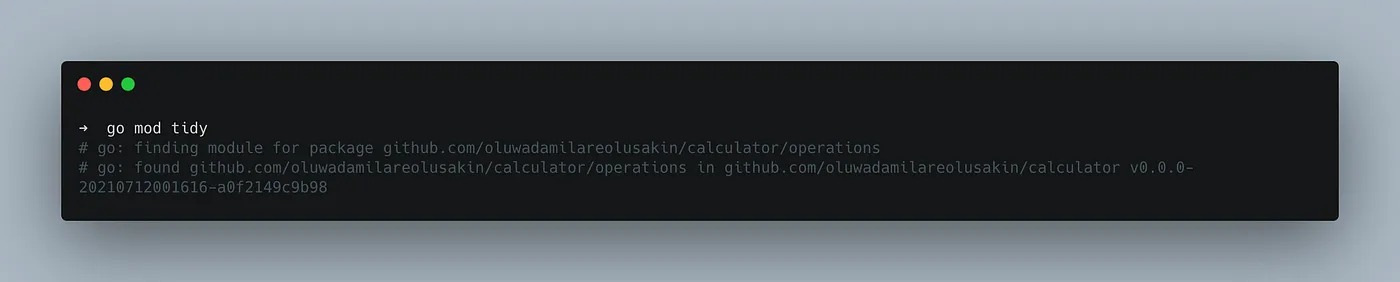 ➜ go mod tidy
# go: finding module for package github.com/oluwadamilareolusakin/calculator/operations
# go: found github.com/oluwadamilareolusakin/calculator/operations in github.com/oluwadamilareolusakin/calculator v0.0.0-
20210712001616-a0f2149c9b98